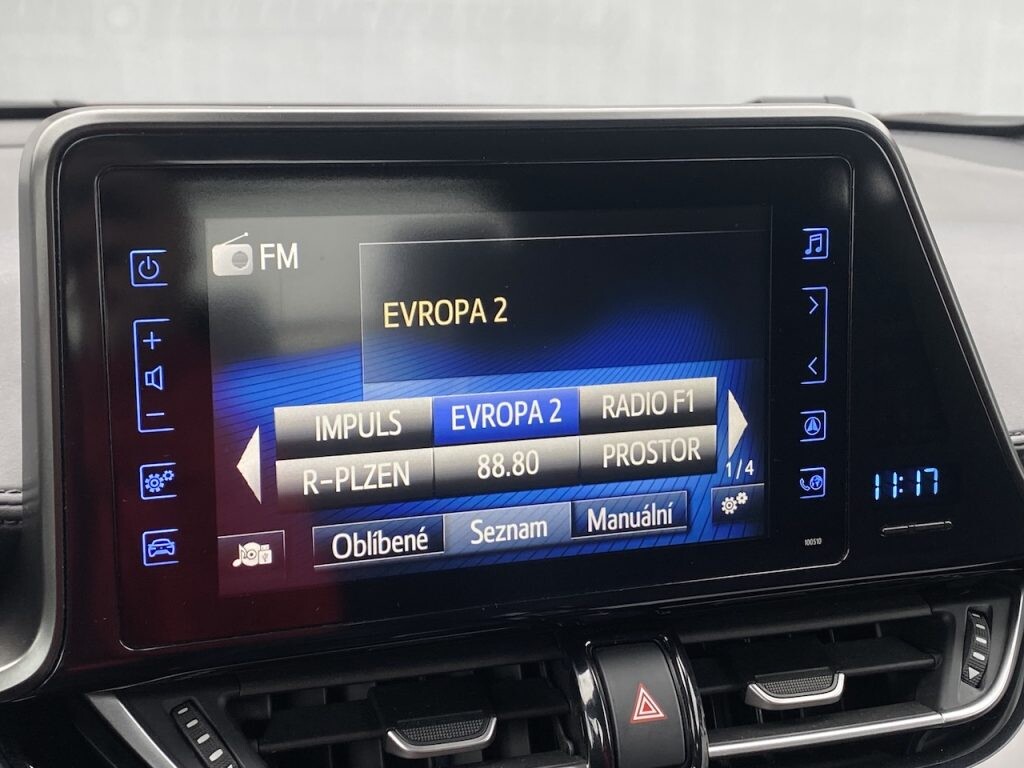 FM
EVROPA 2
IMPULS EVROPA 2 RADIO F1
R-PLZEN 88.80 PROSTOR
1/4
Oblíbené Seznam Manuální
11:17
100510